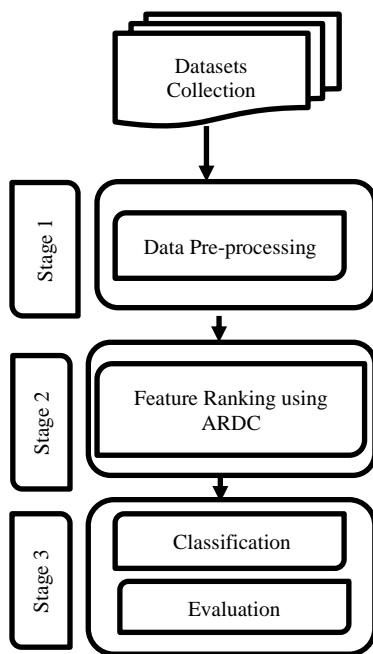 Datasets
Collection
Stage 1
Data Pre-processing
Stage 2
Feature Ranking using
ARDC
Stage 3
Classification
Evaluation